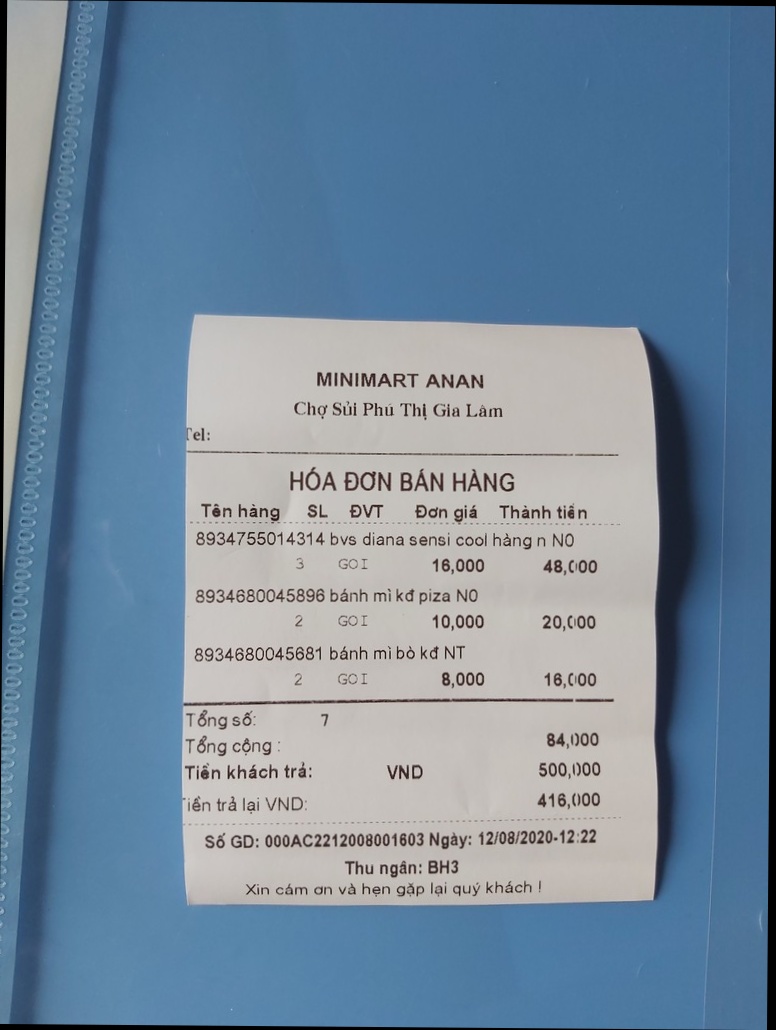 MINIMART ANAN
Chợ Sủi Phú Thị Gia Lâm
Tel:
HÓA ĐƠN BÁN HÀNG
Tên hàng SL ĐVT Đơn giá Thành tiền
8934755014314 bvs diana sensi cool hàng n N0
3 GOI 16,000 48,000
8934680045896 bánh mì kđ piza N0
2 GOI 10,000 20,000
8934680045681 bánh mì bò kđ NT
2 GOI 8,000 16,000
Tổng số: 7
Tổng cộng : 84,000
Tiền khách trả: VND 500,000
Tiền trả lại VND: 416,000
Số GD: 000AC2212008001603 Ngày: 12/08/2020-12:22
Thu ngân: BH3
Xin cám ơn và hẹn gặp lại quý khách !